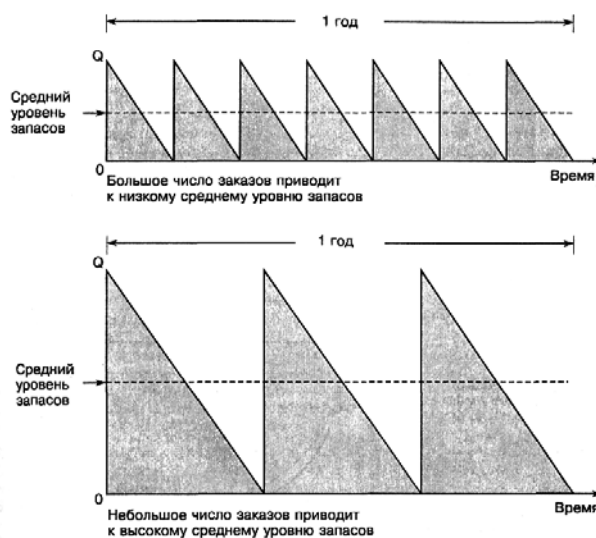 1 год
Q
Средний
уровень
запасов
0
Время
Большое число заказов приводит
к низкому среднему уровню запасов
1 год
Q
Средний
уровень
запасов
0
Время
Небольшое число заказов приводит
к высокому среднему уровню запасов